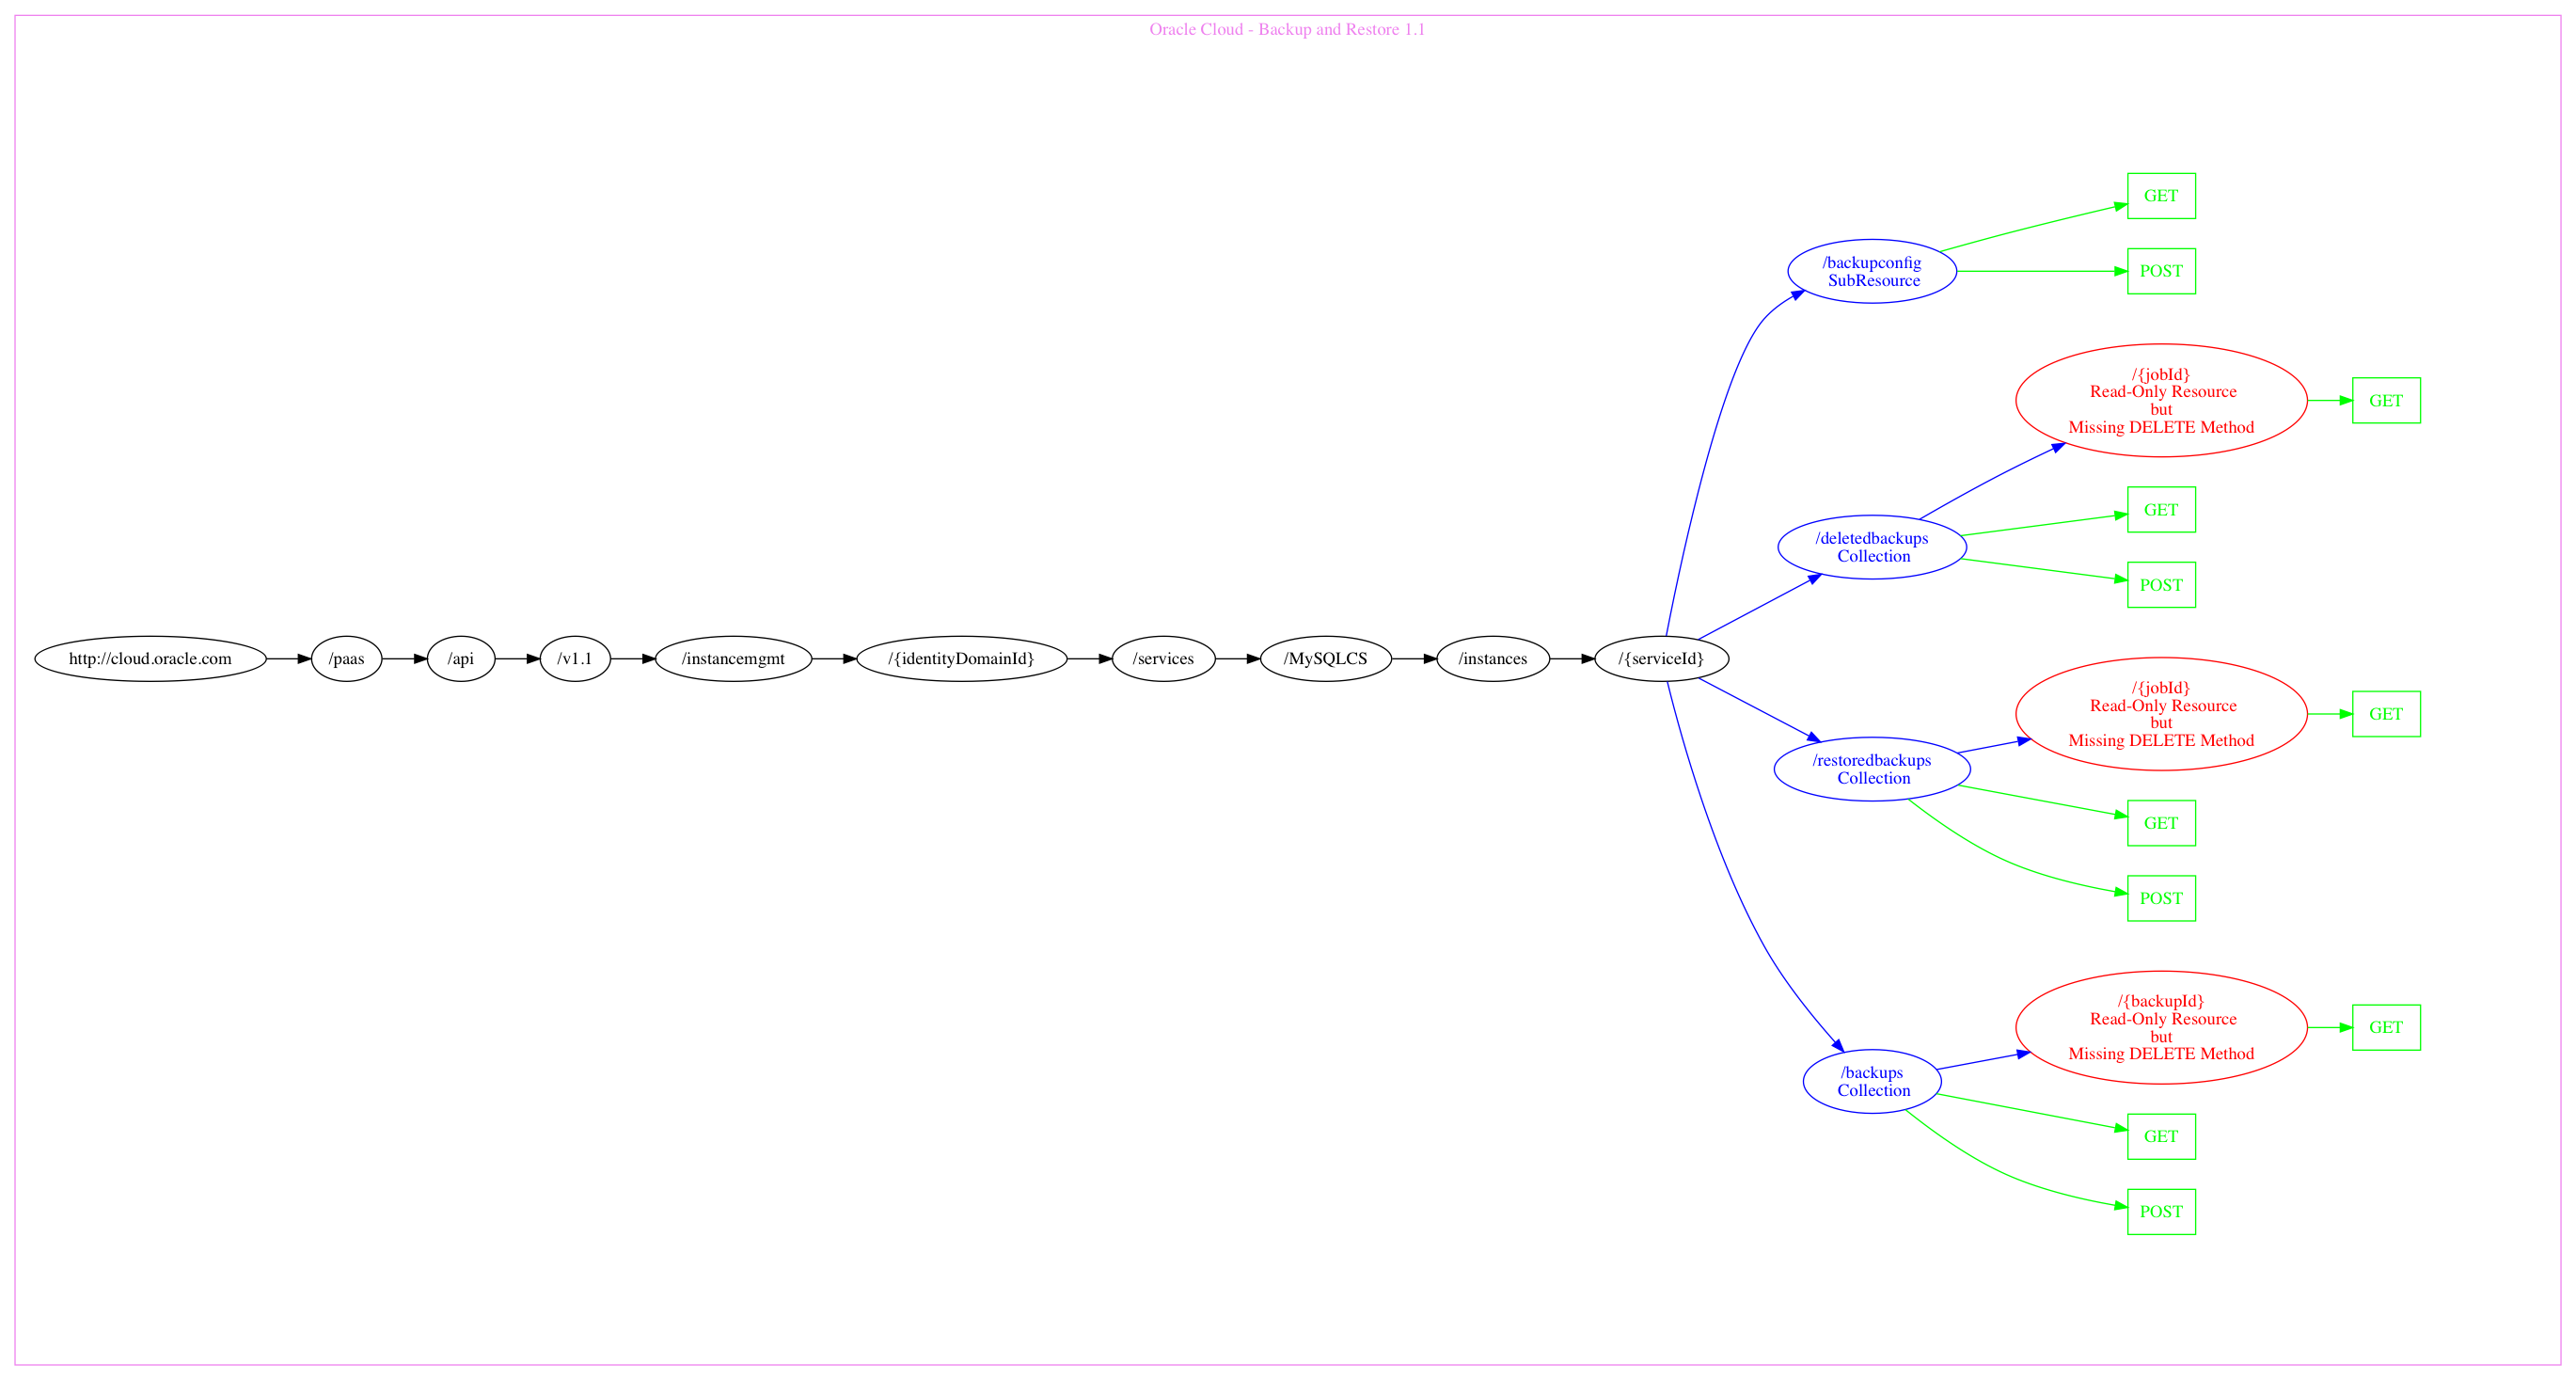 Oracle Cloud - Backup and Restore 1.1
http://cloud.oracle.com
/paas
/api
/v1.1
/instancemgmt
/{identityDomainId}
/services
/MySQLCS
/instances
/{serviceId}
/backupconfig
SubResource
GET
POST
/deletedbackups
Collection
/{jobId}
Read-Only Resource
but
Missing DELETE Method
GET
GET
POST
/restoredbackups
Collection
/{jobId}
Read-Only Resource
but
Missing DELETE Method
GET
GET
POST
/backups
Collection
/{backupId}
Read-Only Resource
but
Missing DELETE Method
GET
GET
POST